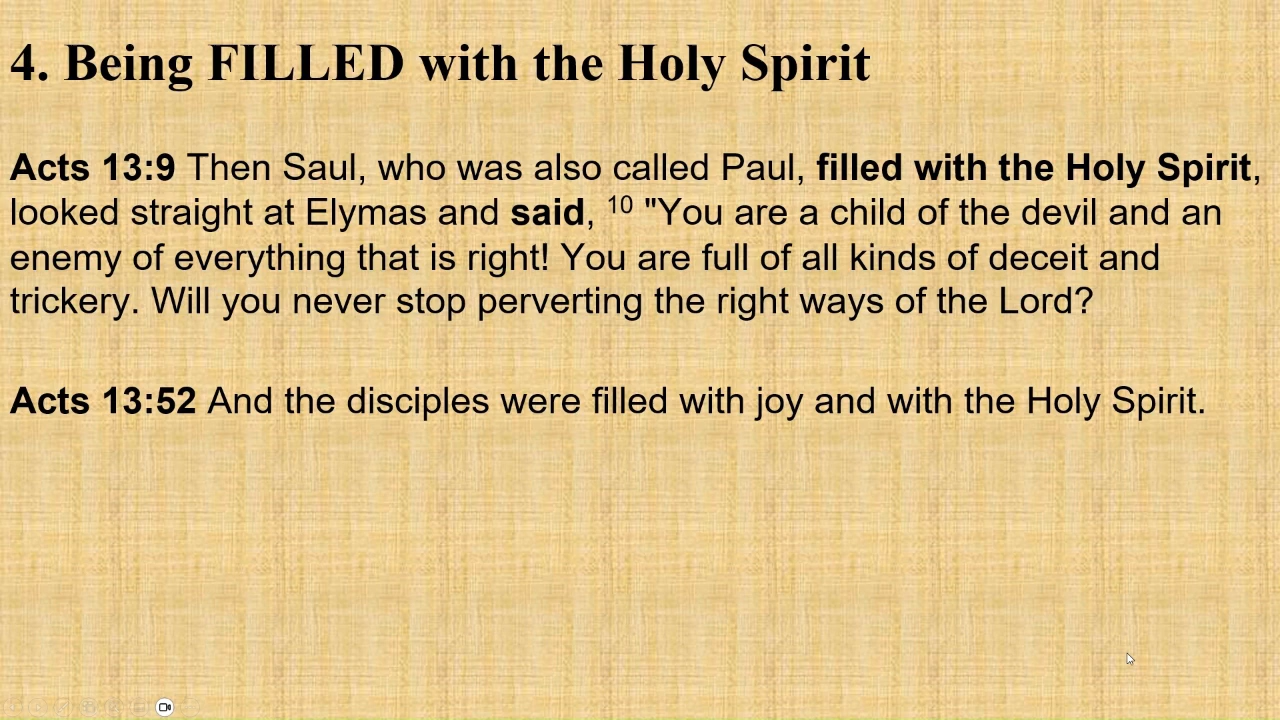 4. Being FILLED with the Holy Spirit
Acts 13:9 Then Saul, who was also called Paul, filled with the Holy Spirit,
looked straight at Elymas and said, 10 "You are a child of the devil and an
enemy of everything that is right! You are full of all kinds of deceit and
trickery. Will you never stop perverting the right ways of the Lord?
Acts 13:52 And the disciples were filled with joy and with the Holy Spirit.